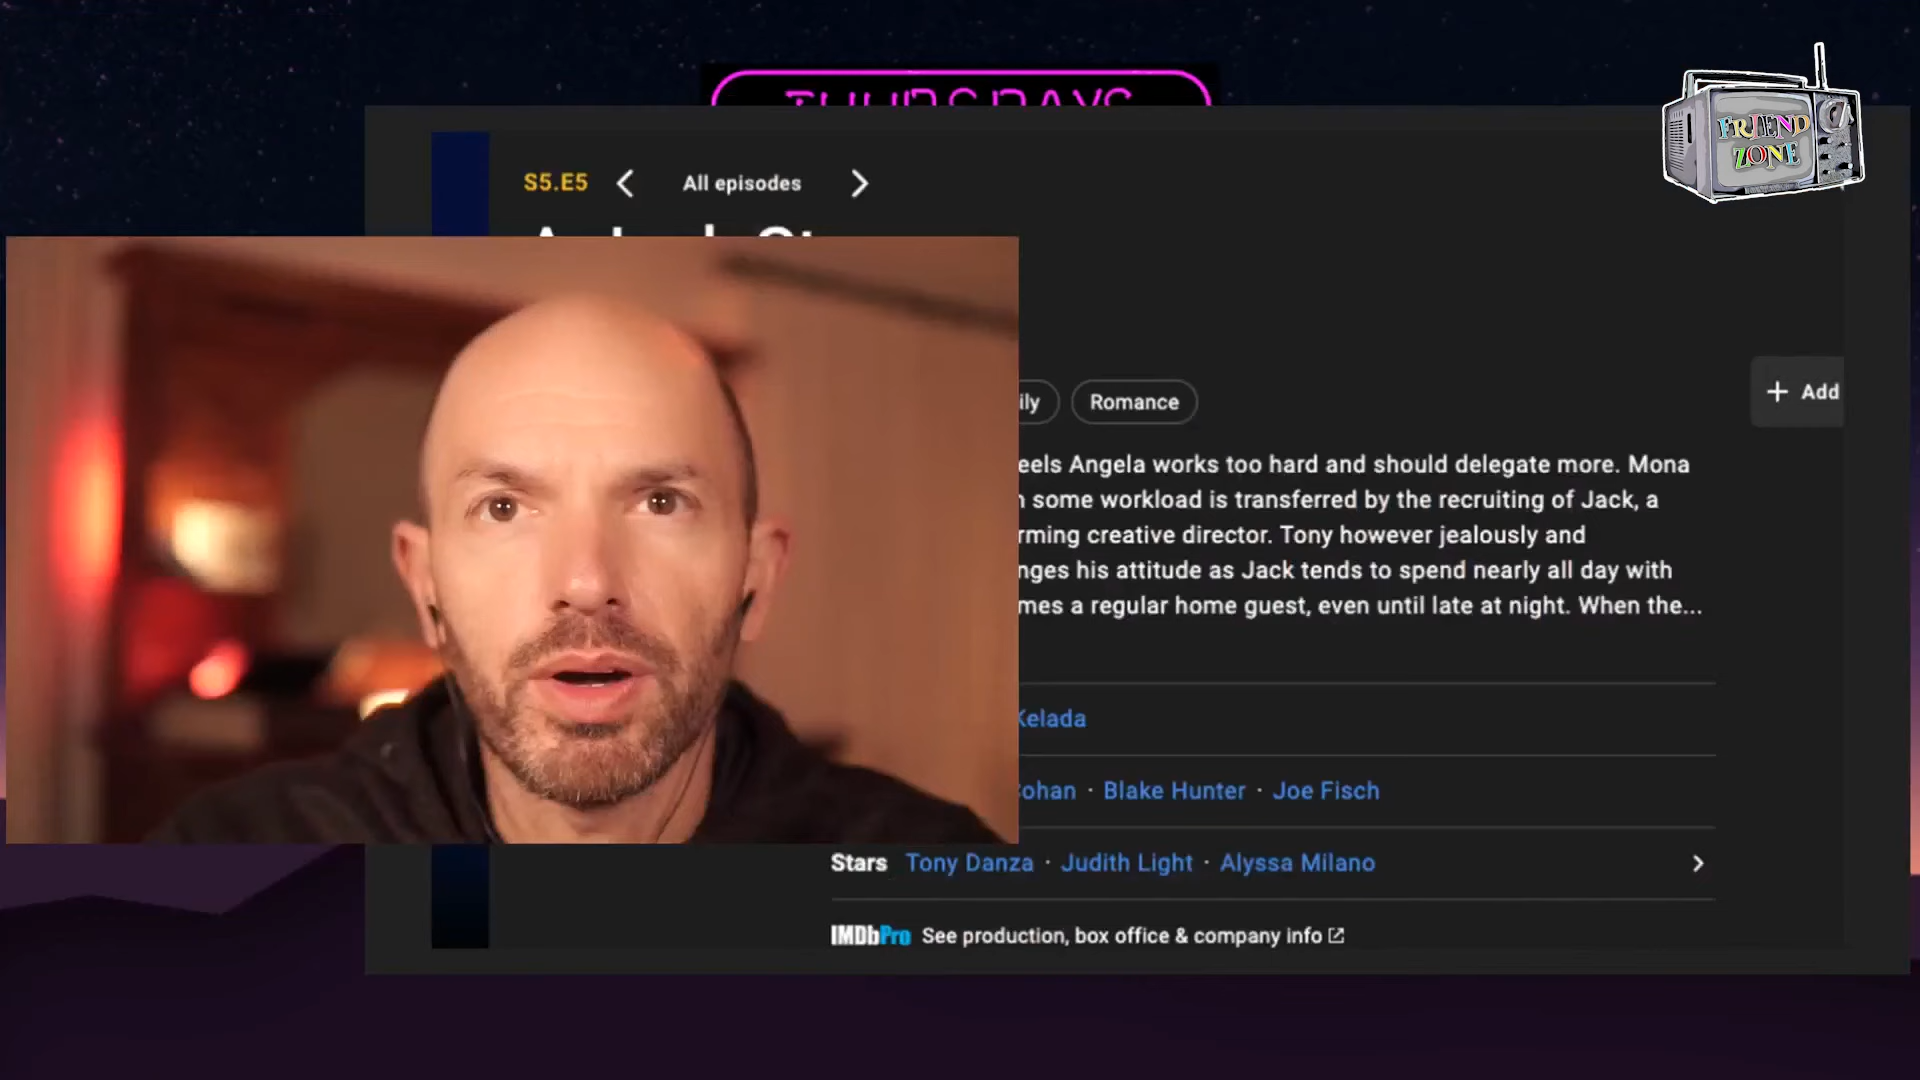 THURSDAYS
FRIEND
ZONE
S5.E5
All episodes
ily
Romance
+ Add
eels Angela works too hard and should delegate more. Mona
some workload is transferred by the recruiting of Jack, a
rming creative director. Tony however jealously and
nges his attitude as Jack tends to spend nearly all day with
mes a regular home guest, even until late at night. When the...
Kelada
ohan · Blake Hunter · Joe Fisch
Stars Tony Danza · Judith Light · Alyssa Milano
IMDbPro See production, box office & company info